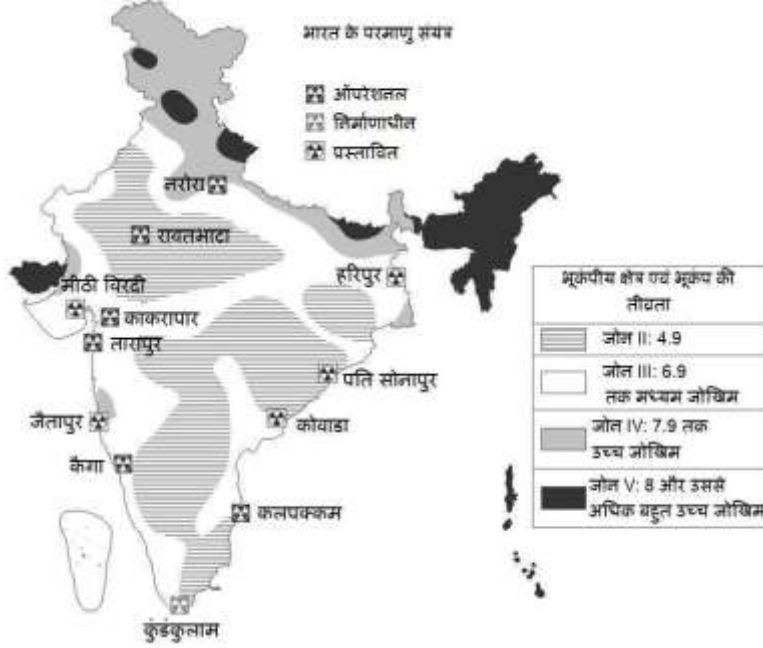 भारत के परमाणु संयंत्र
ऑपरेशनल
निर्माणाधीन
प्रस्तावित
नरोरा
रावतभाटा
हरिपुर
मीठी विरदी
काकरापार
तारापुर
पति सोनापुर
जैतापुर
कोवाडा
कैगा
कलपक्कम
कुंडंकुलाम
भूकंपीय क्षेत्र एवं भूकंप की
तीव्रता
जोन II: 4.9
जोन III: 6.9
तक मध्यम जोखिम
जोन IV: 7.9 तक
उच्च जोखिम
जोन V: 8 और उससे
अधिक बहुत उच्च जोखिम